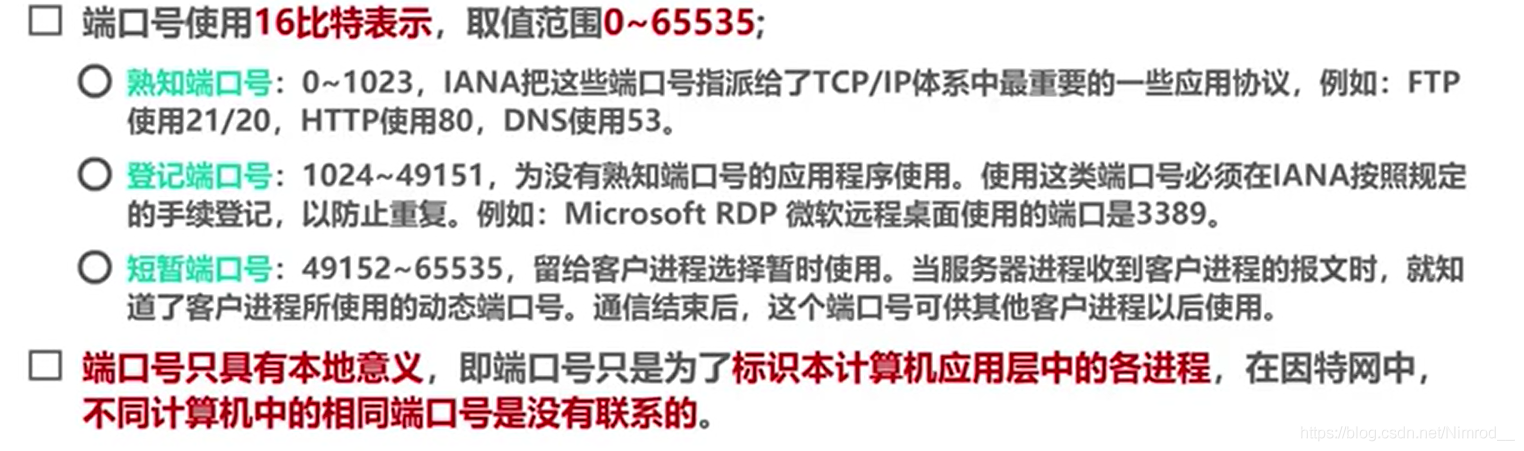 端口号使用16比特表示，取值范围0~65535;
熟知端口号：0~1023，IANA把这些端口号指派给了TCP/IP体系中最重要的一些应用协议，例如：FTP
使用21/20，HTTP使用80，DNS使用53。
登记端口号：1024~49151，为没有熟知端口号的应用程序使用。使用这类端口号必须在IANA按照规定
的手续登记，以防止重复。例如：Microsoft RDP 微软远程桌面使用的端口是3389。
短暂端口号：49152~65535，留给客户进程选择暂时使用。当服务器进程收到客户进程的报文时，就知
道了客户进程所使用的动态端口号。通信结束后，这个端口号可供其他客户进程以后使用。
端口号只具有本地意义，即端口号只是为了标识本计算机应用层中的各进程，在因特网中，
不同计算机中的相同端口号是没有联系的。
https://blog.csdn.net/Nimrod__